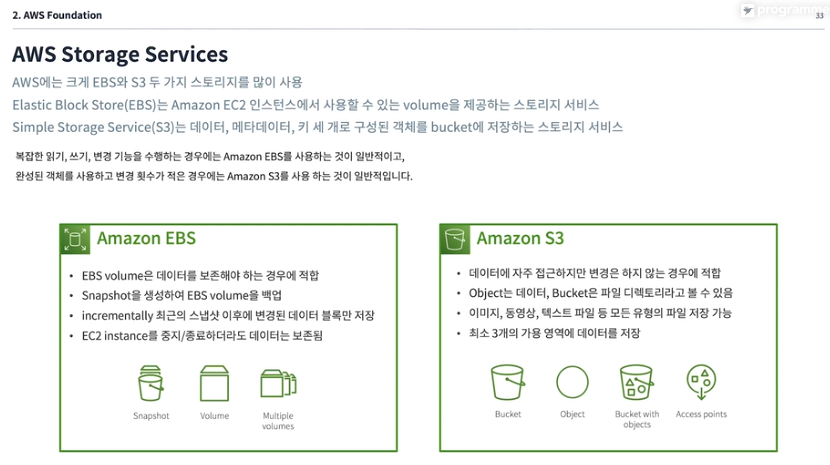 2. AWS Foundation
programme
33
AWS Storage Services
AWS에는 크게 EBS와 S3 두 가지 스토리지를 많이 사용
Elastic Block Store(EBS)는 Amazon EC2 인스턴스에서 사용할 수 있는 volume을 제공하는 스토리지 서비스
Simple Storage Service(S3)는 데이터, 메타데이터, 키 세 개로 구성된 객체를 bucket에 저장하는 스토리지 서비스
복잡한 읽기, 쓰기, 변경 기능을 수행하는 경우에는 Amazon EBS를 사용하는 것이 일반적이고,
완성된 객체를 사용하고 변경 횟수가 적은 경우에는 Amazon S3를 사용 하는 것이 일반적입니다.
Amazon EBS
• EBS volume은 데이터를 보존해야 하는 경우에 적합
• Snapshot을 생성하여 EBS volume을 백업
• incrementally 최근의 스냅샷 이후에 변경된 데이터 블록만 저장
• EC2 instance를 중지/종료하더라도 데이터는 보존됨
Snapshot
Volume
Multiple
volumes
Amazon S3
• 데이터에 자주 접근하지만 변경은 하지 않는 경우에 적합
• Object는 데이터, Bucket은 파일 디렉토리라고 볼 수 있음
• 이미지, 동영상, 텍스트 파일 등 모든 유형의 파일 저장 가능
• 최소 3개의 가용 영역에 데이터를 저장
Bucket
Object
Bucket with
objects
Access points